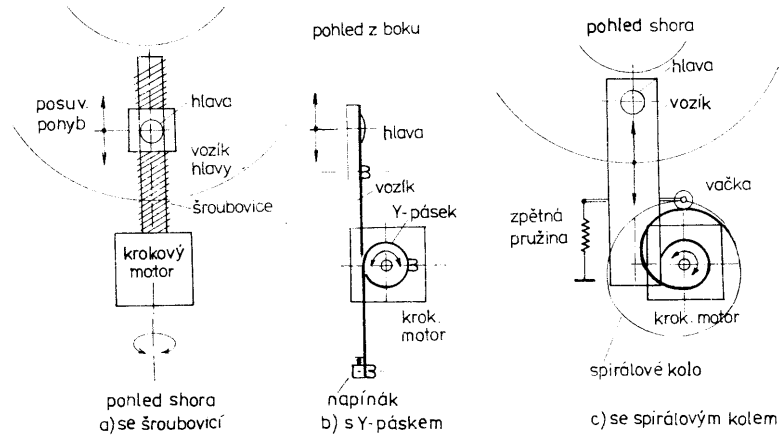 posuv.
pohyb
hlava
vozík
hlavy
šroubovice
krokový
motor
pohled shora
a) se šroubovicí
pohled z boku
hlava
vozík
Y-pásek
krok.
motor
napínák
b) s Y-páskem
pohled shora
hlava
vozík
vačka
zpětná
pružina
krok. motor
spirálové kolo
c) se spirálovým kolem